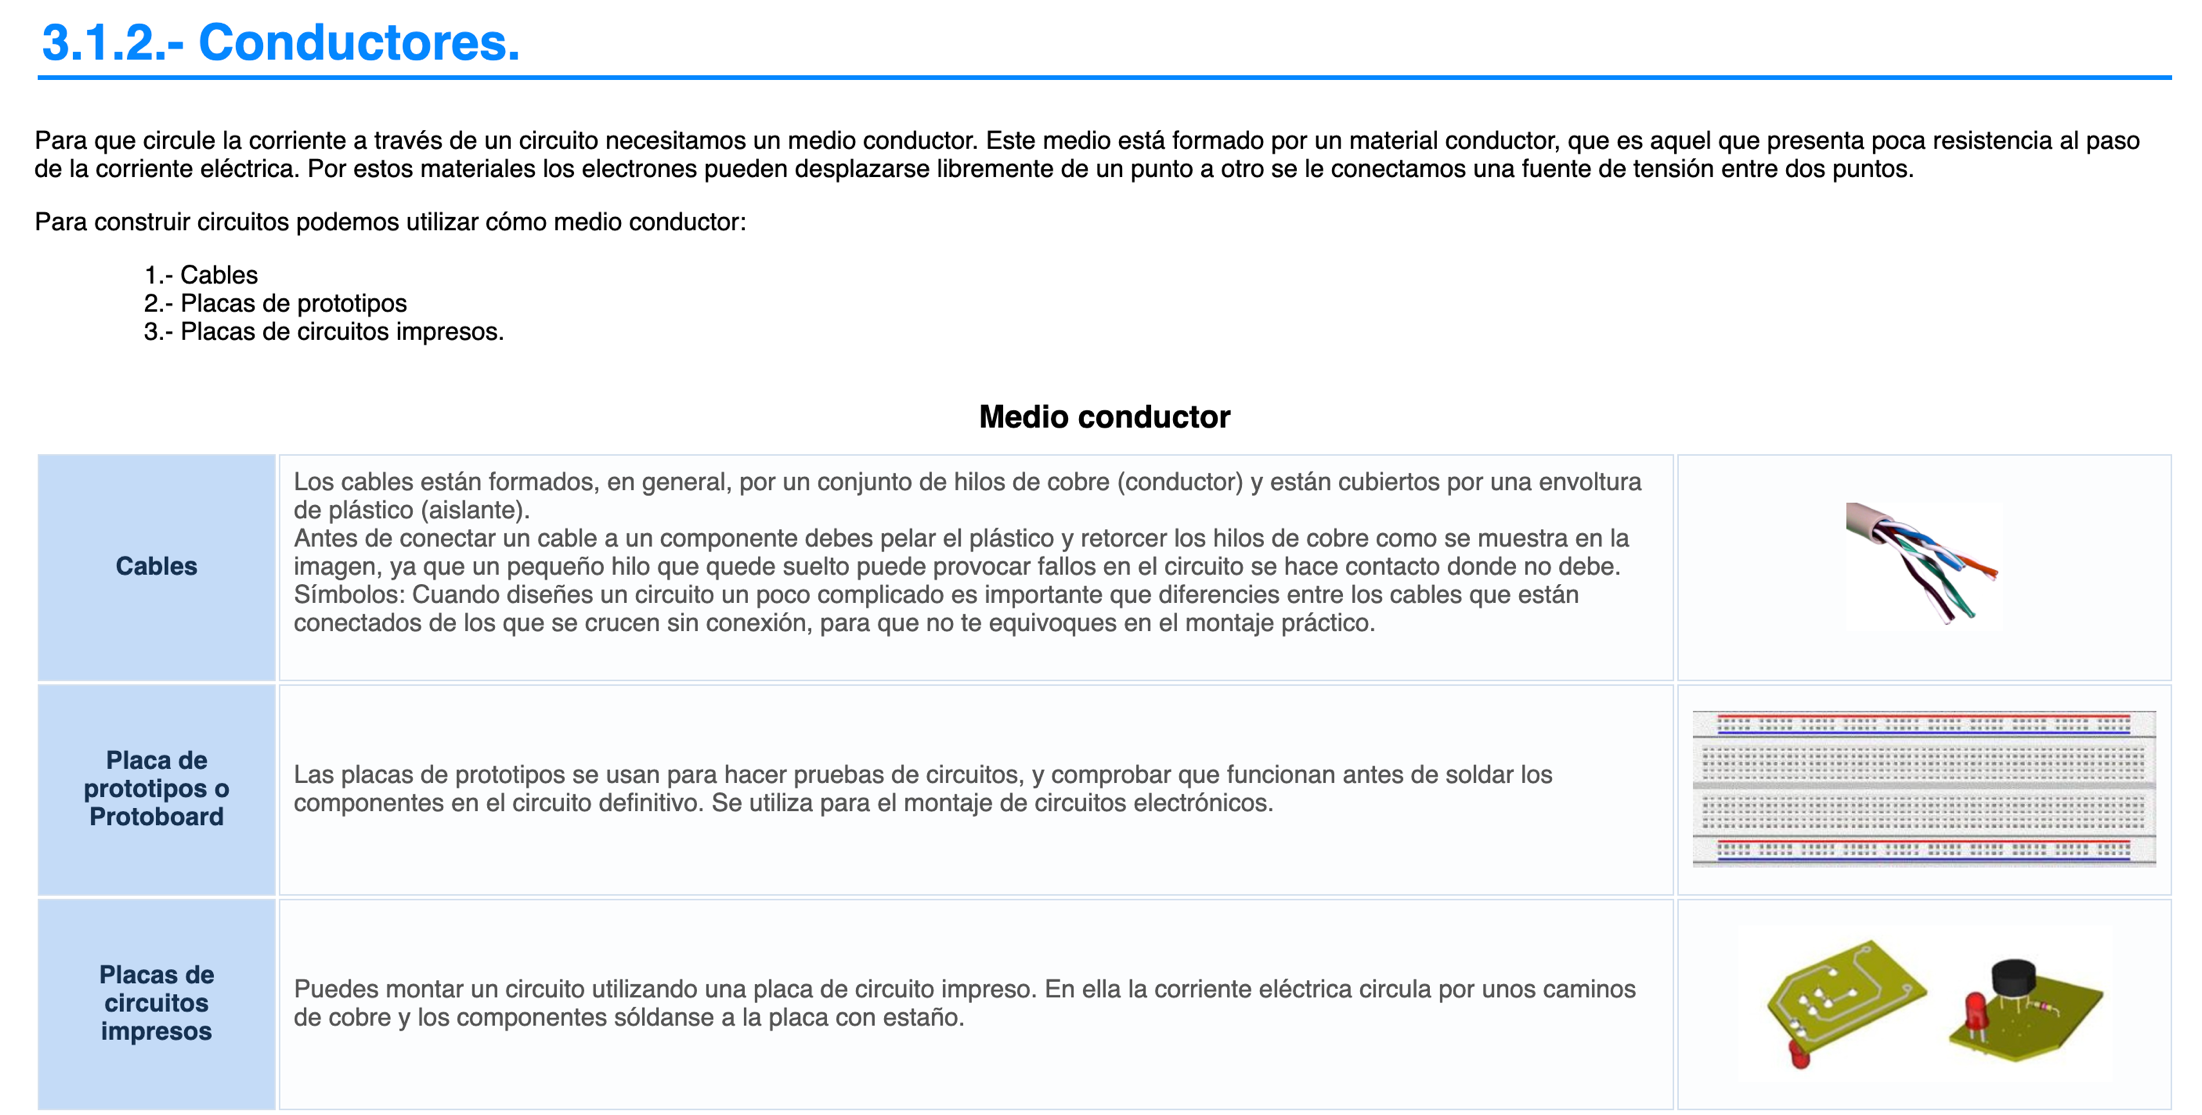 3.1.2.- Conductores.
Para que circule la corriente a través de un circuito necesitamos un medio conductor. Este medio está formado por un material conductor, que es aquel que presenta poca resistencia al paso
de la corriente eléctrica. Por estos materiales los electrones pueden desplazarse libremente de un punto a otro se le conectamos una fuente de tensión entre dos puntos.
Para construir circuitos podemos utilizar cómo medio conductor:
1.- Cables
2.- Placas de prototipos
3.- Placas de circuitos impresos.
Medio conductor
Cables
Los cables están formados, en general, por un conjunto de hilos de cobre (conductor) y están cubiertos por una envoltura
de plástico (aislante).
Antes de conectar un cable a un componente debes pelar el plástico y retorcer los hilos de cobre como se muestra en la
imagen, ya que un pequeño hilo que quede suelto puede provocar fallos en el circuito se hace contacto donde no debe.
Símbolos: Cuando diseñes un circuito un poco complicado es importante que diferencies entre los cables que están
conectados de los que se crucen sin conexión, para que no te equivoques en el montaje práctico.
Placa de
prototipos o
Protoboard
Las placas de prototipos se usan para hacer pruebas de circuitos, y comprobar que funcionan antes de soldar los
componentes en el circuito definitivo. Se utiliza para el montaje de circuitos electrónicos.
Placas de
circuitos
impresos
Puedes montar un circuito utilizando una placa de circuito impreso. En ella la corriente eléctrica circula por unos caminos
de cobre y los componentes sóldanse a la placa con estaño.